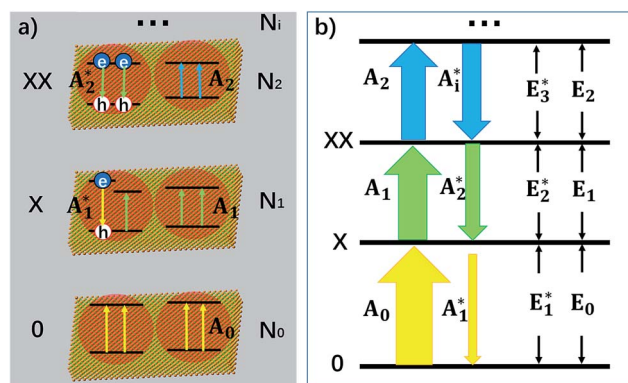 a)
...
Nᵢ
XX
e
e
A₂*
h
h
A₂
N₂
X
e
A₁*
h
A₁
N₁
0
A₀
N₀
b)
...
A₂
Aᵢ*
E₃*
E₂
XX
A₁
A₂*
E₂*
E₁
X
A₀
A₁*
E₁*
E₀
0